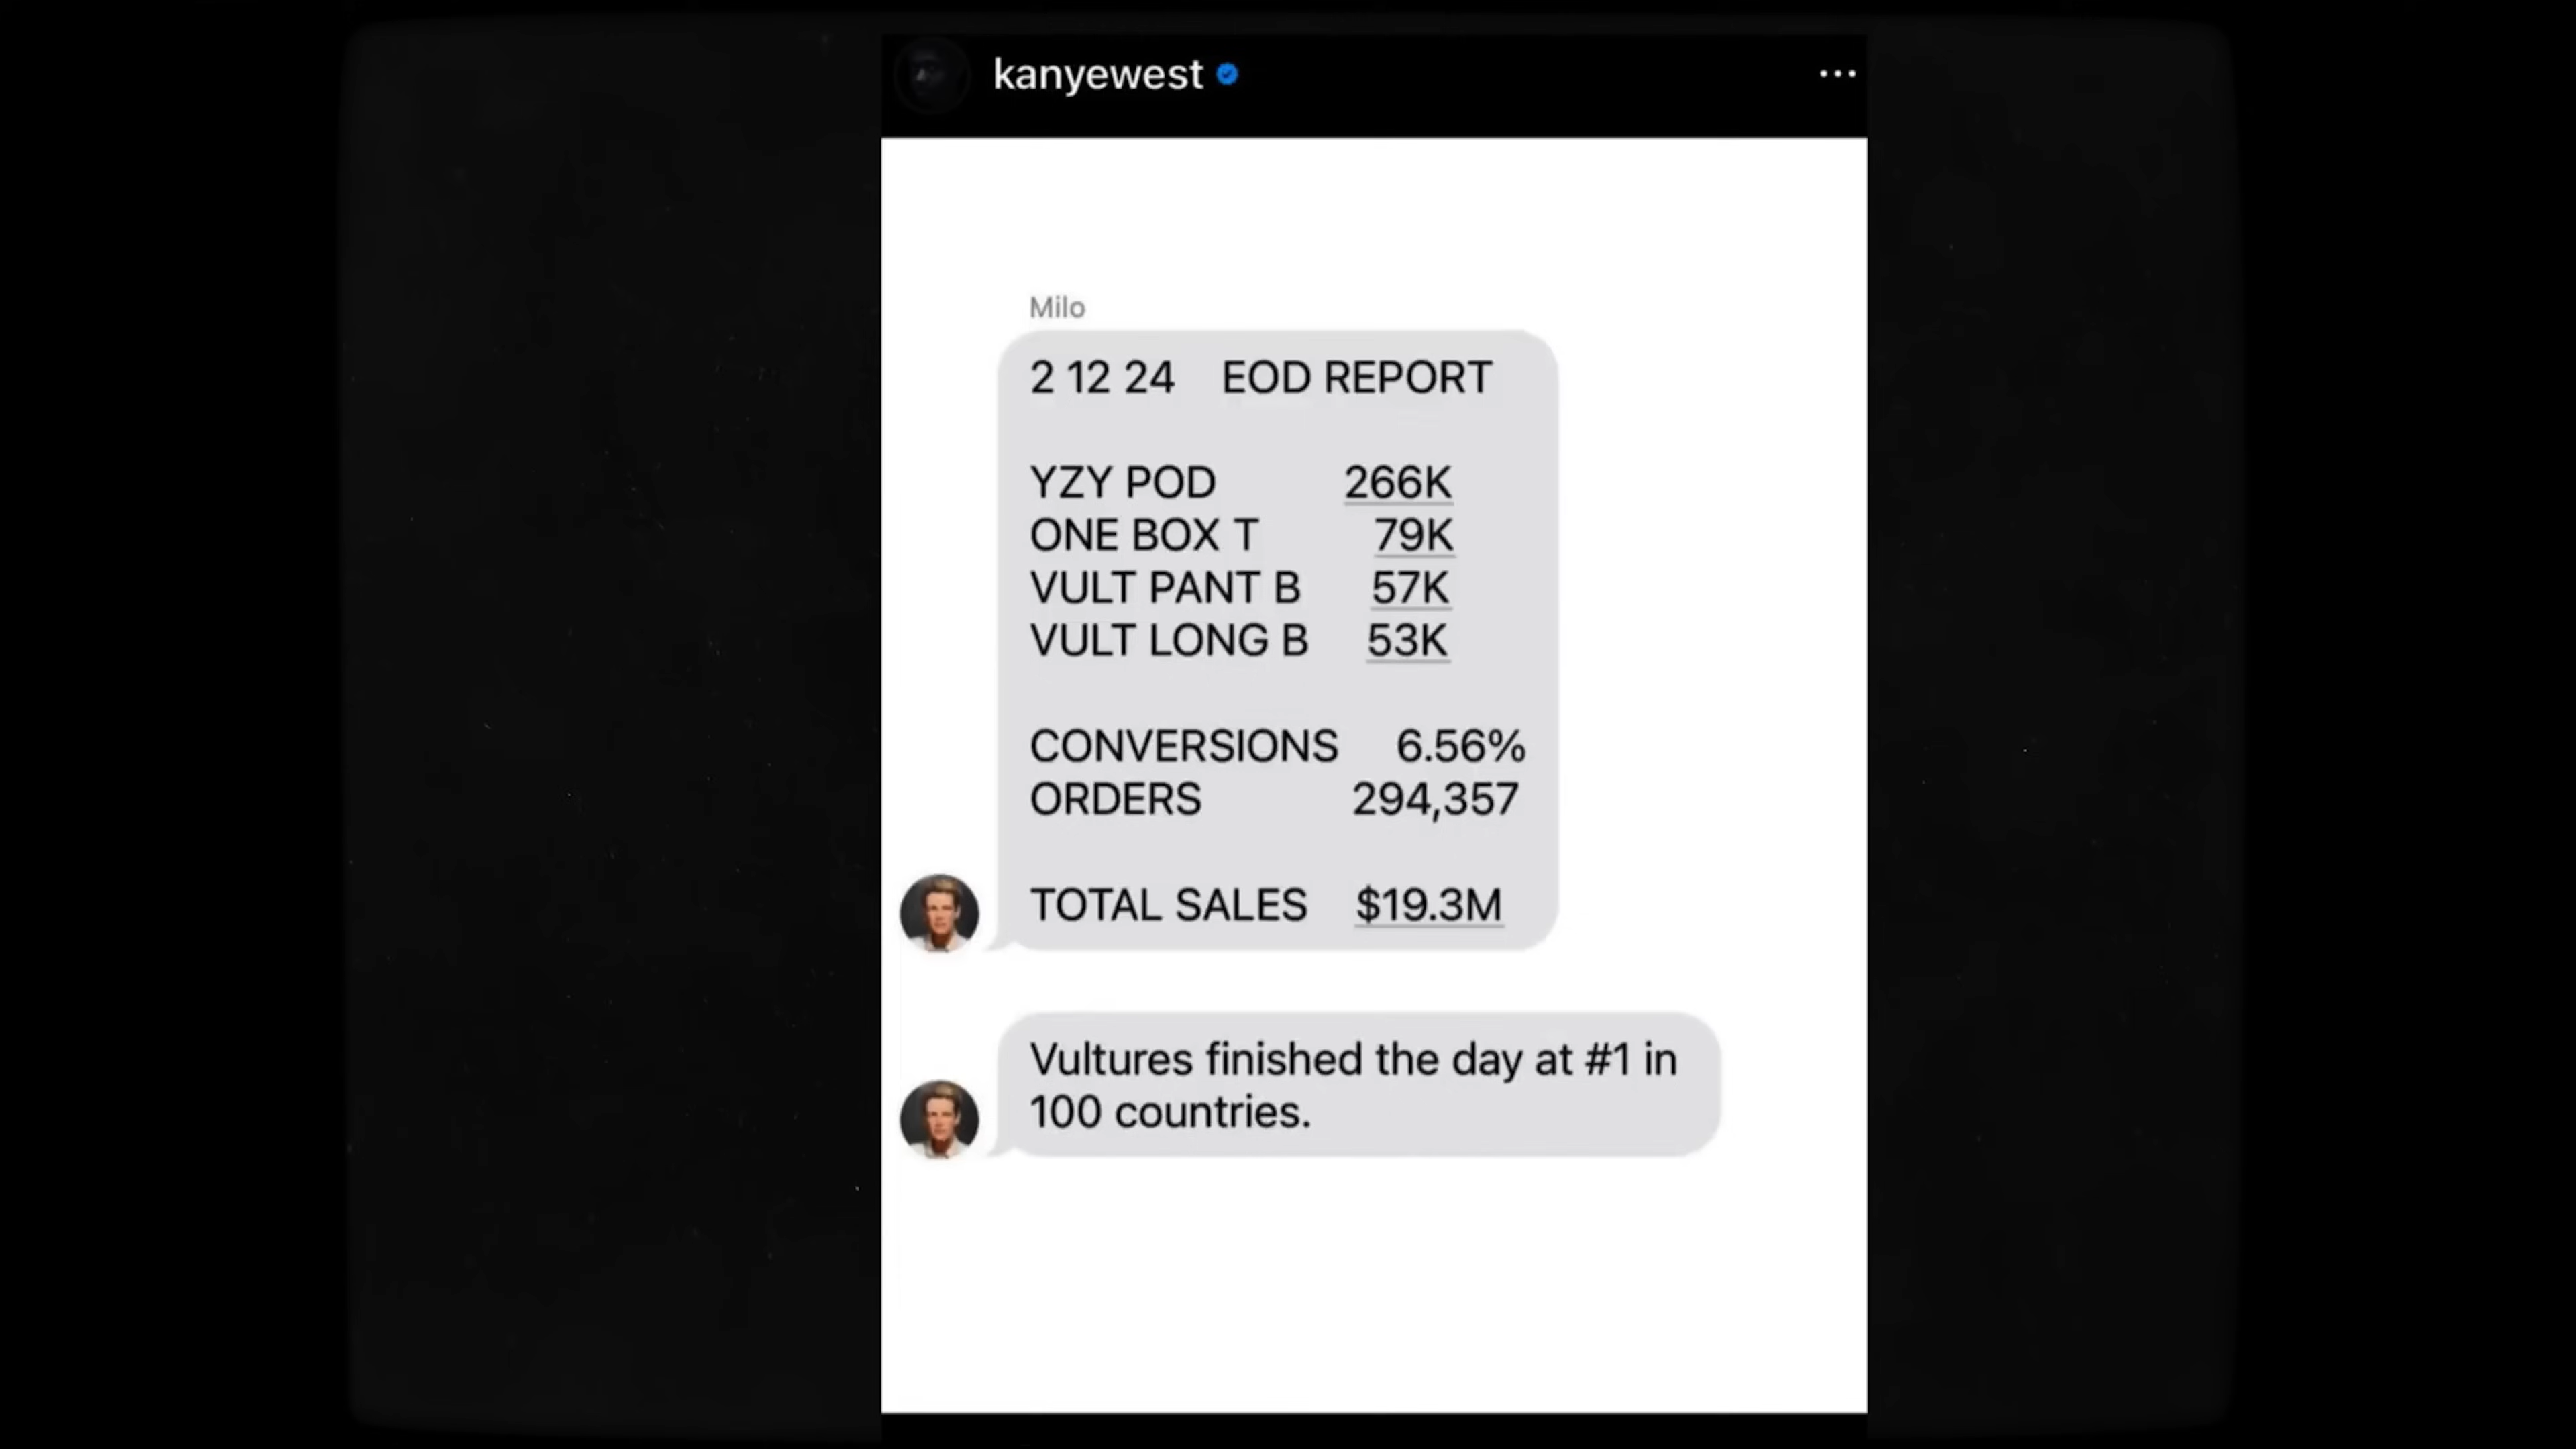 kanyewest
Milo
2 12 24 EOD REPORT
YZY POD 266K
ONE BOX T 79K
VULT PANT B 57K
VULT LONG B 53K
CONVERSIONS 6.56%
ORDERS 294,357
TOTAL SALES $19.3M
Vultures finished the day at #1 in
100 countries.